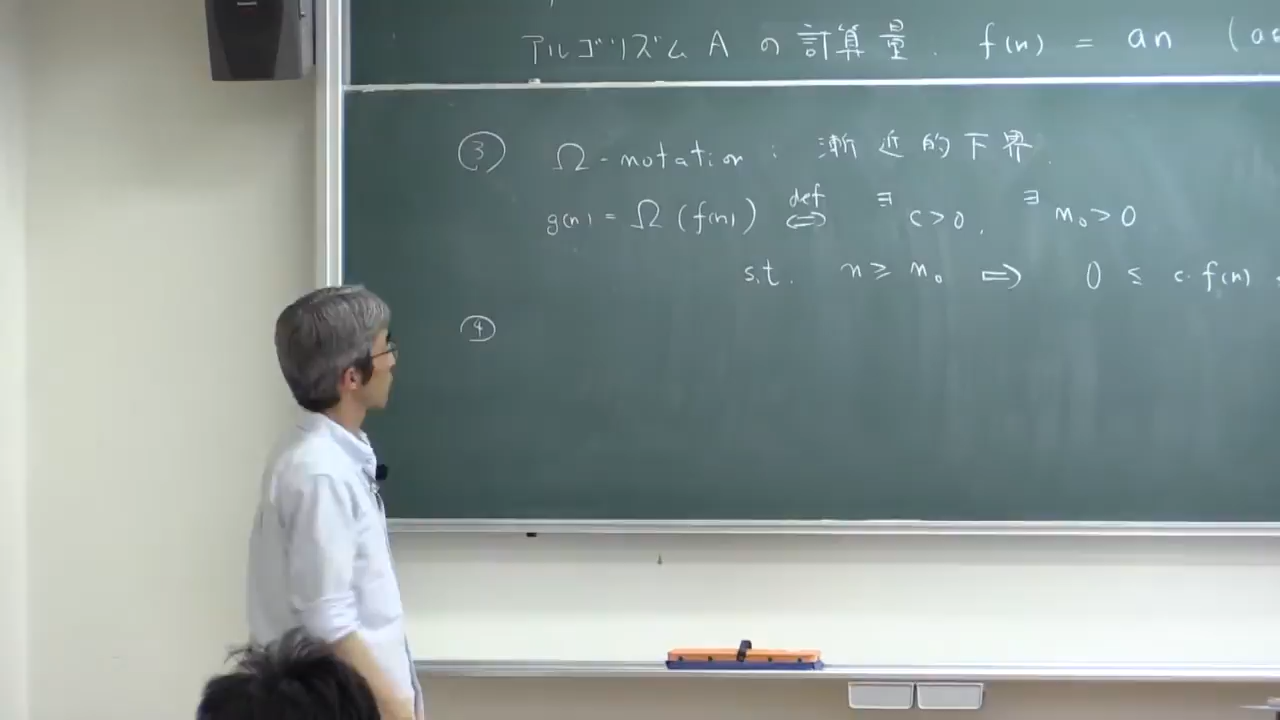 アルゴリズム A の 計算量. f(n) = an (as
③ Ω-notation : 漸近的下界.
g(n) = Ω (f(n)) def ⟺ ∃c>0, ∃n₀>0
s.t. n ≥ n₀ ⟹ 0 ≤ c・f(n)
④